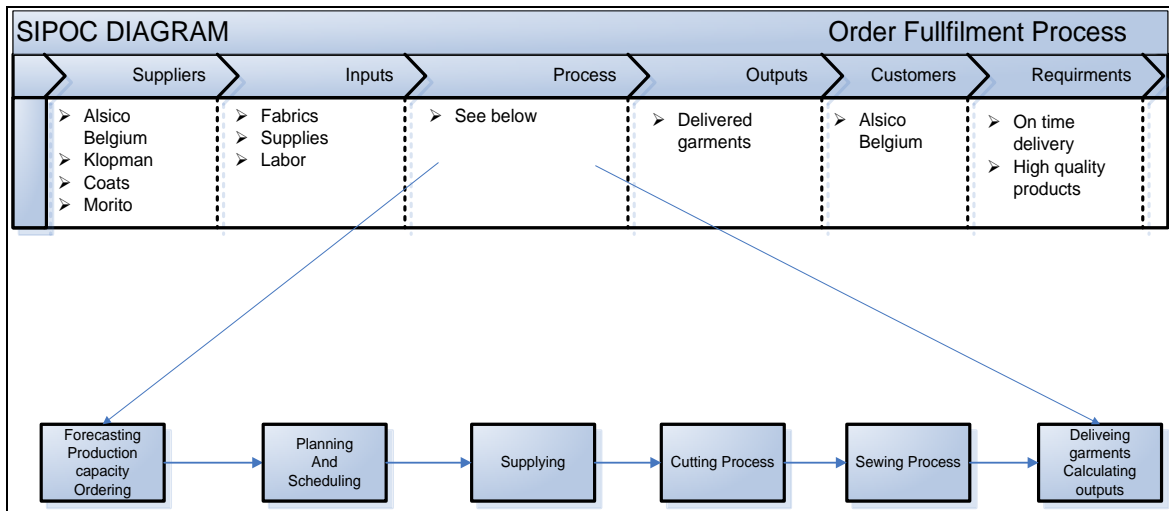 SIPOC DIAGRAM
Order Fullfilment Process
Suppliers
Inputs
Process
Outputs
Customers
Requirments
Alsico
Belgium
Klopman
Coats
Morito
Fabrics
Supplies
Labor
See below
Delivered
garments
Alsico
Belgium
On time
delivery
High quality
products
Forecasting
Production
capacity
Ordering
Planning
And
Scheduling
Supplying
Cutting Process
Sewing Process
Deliveing
garments
Calculating
outputs